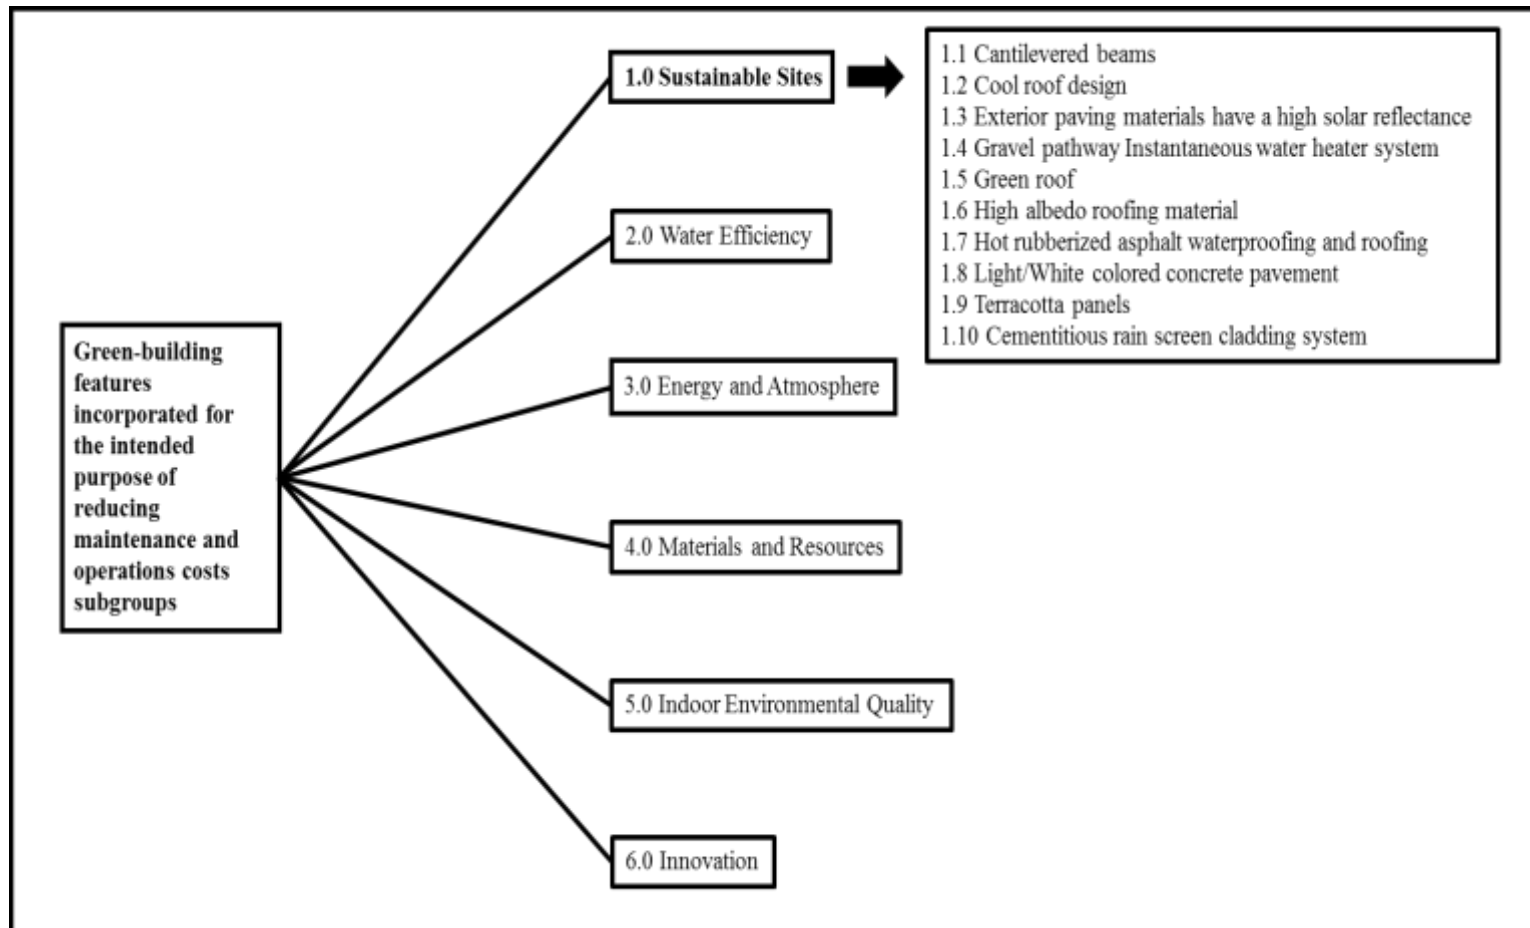 Green-building
features
incorporated for
the intended
purpose of
reducing
maintenance and
operations costs
subgroups
1.0 Sustainable Sites
1.1 Cantilevered beams
1.2 Cool roof design
1.3 Exterior paving materials have a high solar reflectance
1.4 Gravel pathway Instantaneous water heater system
1.5 Green roof
1.6 High albedo roofing material
1.7 Hot rubberized asphalt waterproofing and roofing
1.8 Light/White colored concrete pavement
1.9 Terracotta panels
1.10 Cementitious rain screen cladding system
2.0 Water Efficiency
3.0 Energy and Atmosphere
4.0 Materials and Resources
5.0 Indoor Environmental Quality
6.0 Innovation